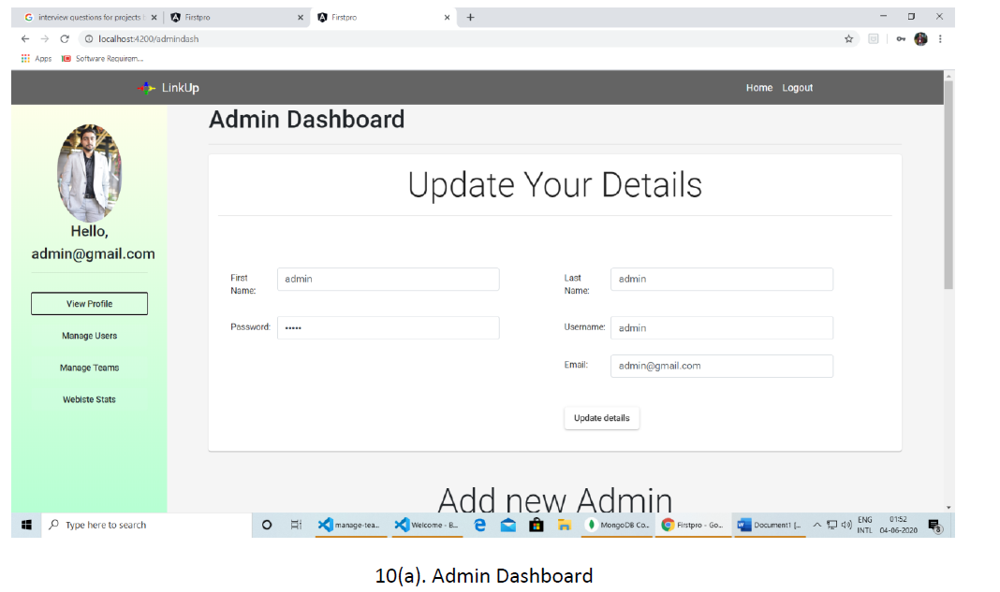 interview questions for projects
Firstpro
Firstpro
localhost:4200/admindash
Apps
Software Requirem...
LinkUp
Home
Logout
Admin Dashboard
Hello,
admin@gmail.com
View Profile
Manage Users
Manage Teams
Webiste Stats
Update Your Details
First
Name:
admin
Last
Name:
admin
Password:
•••••
Username:
admin
Email:
admin@gmail.com
Update details
Add new Admin
Type here to search
manage-tea...
Welcome - B...
MongoDB Co...
Firstpro - Go...
Document1 [...
ENG
INTL
01:52
04-06-2020
3
10(a). Admin Dashboard